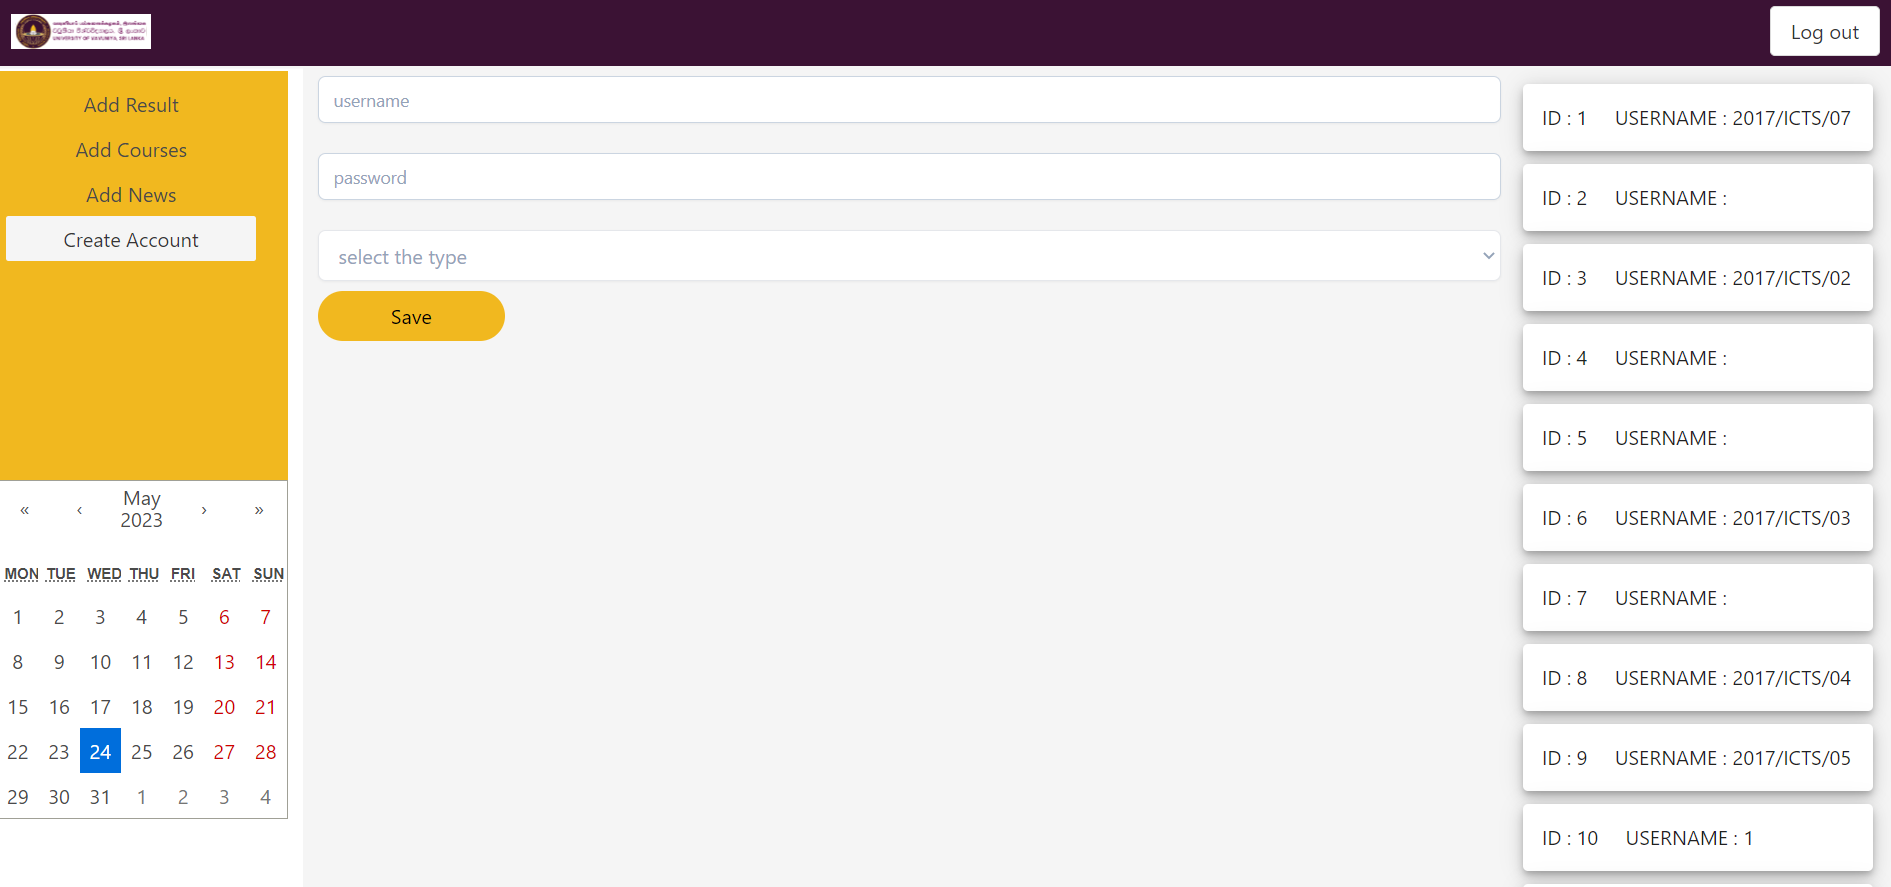 UNIVERSITY OF VAVUNIYA, SRI LANKA
Log out
Add Result
Add Courses
Add News
Create Account
« ‹ May 2023 › »
MON TUE WED THU FRI SAT SUN
1 2 3 4 5 6 7
8 9 10 11 12 13 14
15 16 17 18 19 20 21
22 23 24 25 26 27 28
29 30 31 1 2 3 4
username
password
select the type
Save
ID : 1 USERNAME : 2017/ICTS/07
ID : 2 USERNAME :
ID : 3 USERNAME : 2017/ICTS/02
ID : 4 USERNAME :
ID : 5 USERNAME :
ID : 6 USERNAME : 2017/ICTS/03
ID : 7 USERNAME :
ID : 8 USERNAME : 2017/ICTS/04
ID : 9 USERNAME : 2017/ICTS/05
ID : 10 USERNAME : 1